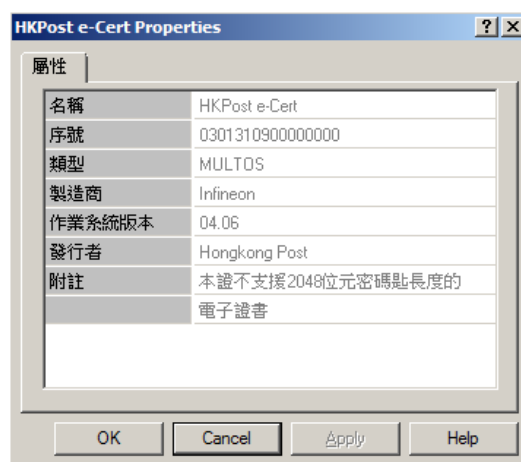 HKPost e-Cert Properties
屬性
名稱 HKPost e-Cert
序號 0301310900000000
類型 MULTOS
製造商 Infineon
作業系統版本 04.06
發行者 Hongkong Post
附註 本證不支援2048位元密碼匙長度的
電子證書
OK Cancel Apply Help